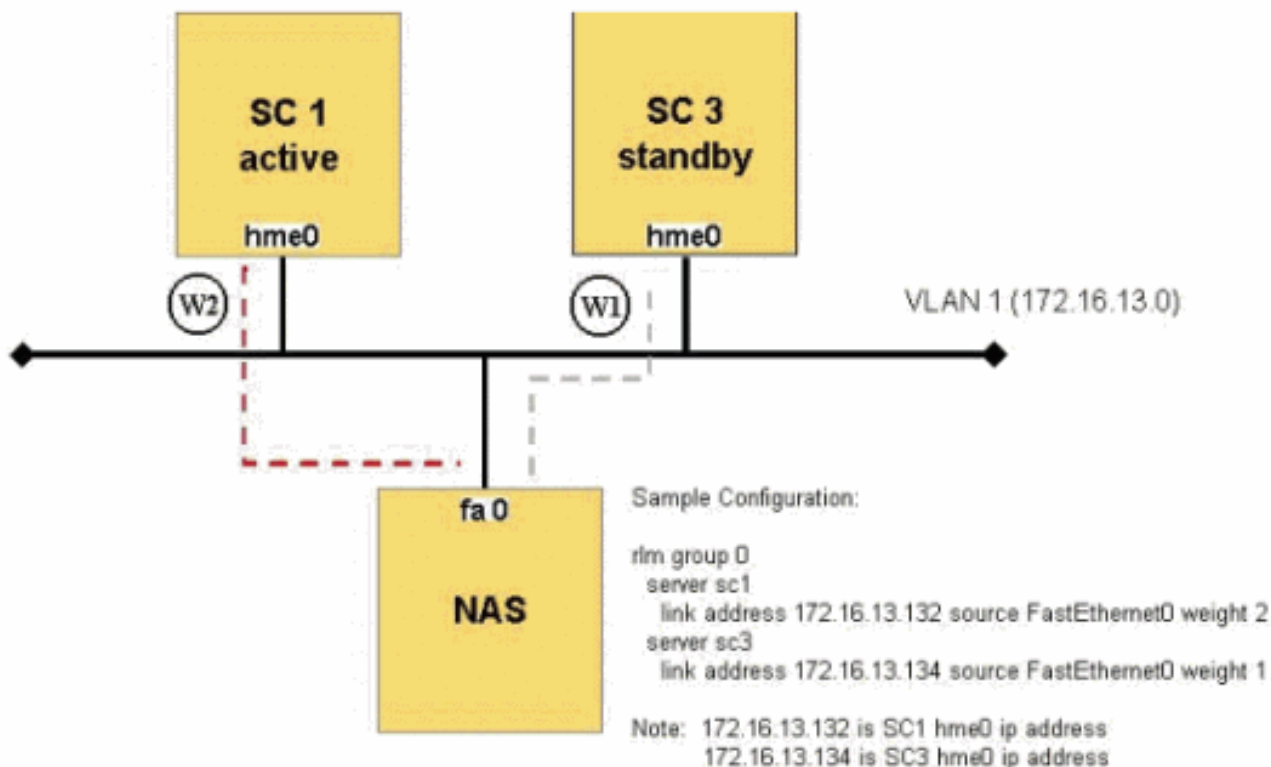 SC 1
active
hme0
SC 3
standby
hme0
W2
W1
VLAN 1 (172.16.13.0)
fa 0
NAS
Sample Configuration:
rlm group 0
server sc1
link address 172.16.13.132 source FastEthernet0 weight 2
server sc3
link address 172.16.13.134 source FastEthernet0 weight 1
Note: 172.16.13.132 is SC1 hme0 ip address
172.16.13.134 is SC3 hme0 ip address